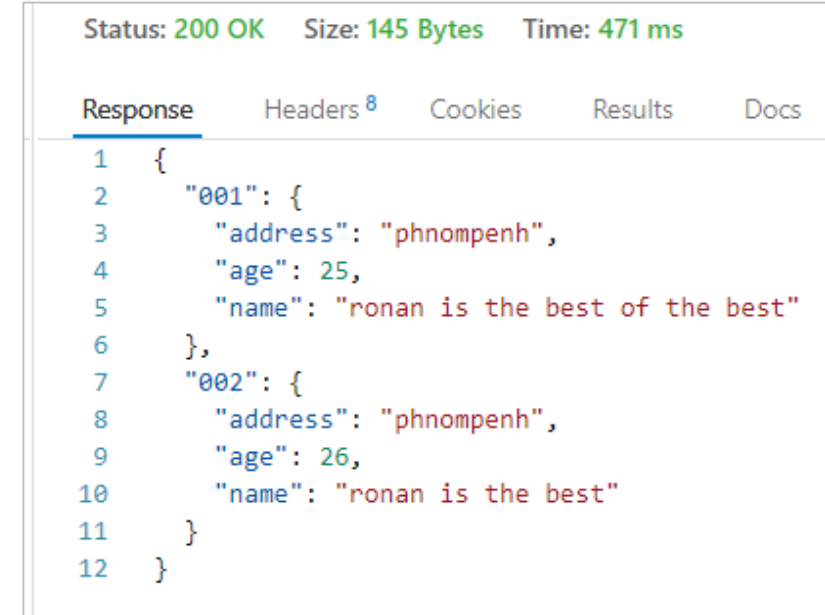 Status: 200 OK Size: 145 Bytes Time: 471 ms
Response Headers 8 Cookies Results Docs
1 {
2 "001": {
3 "address": "phnompenh",
4 "age": 25,
5 "name": "ronan is the best of the best"
6 },
7 "002": {
8 "address": "phnompenh",
9 "age": 26,
10 "name": "ronan is the best"
11 }
12 }